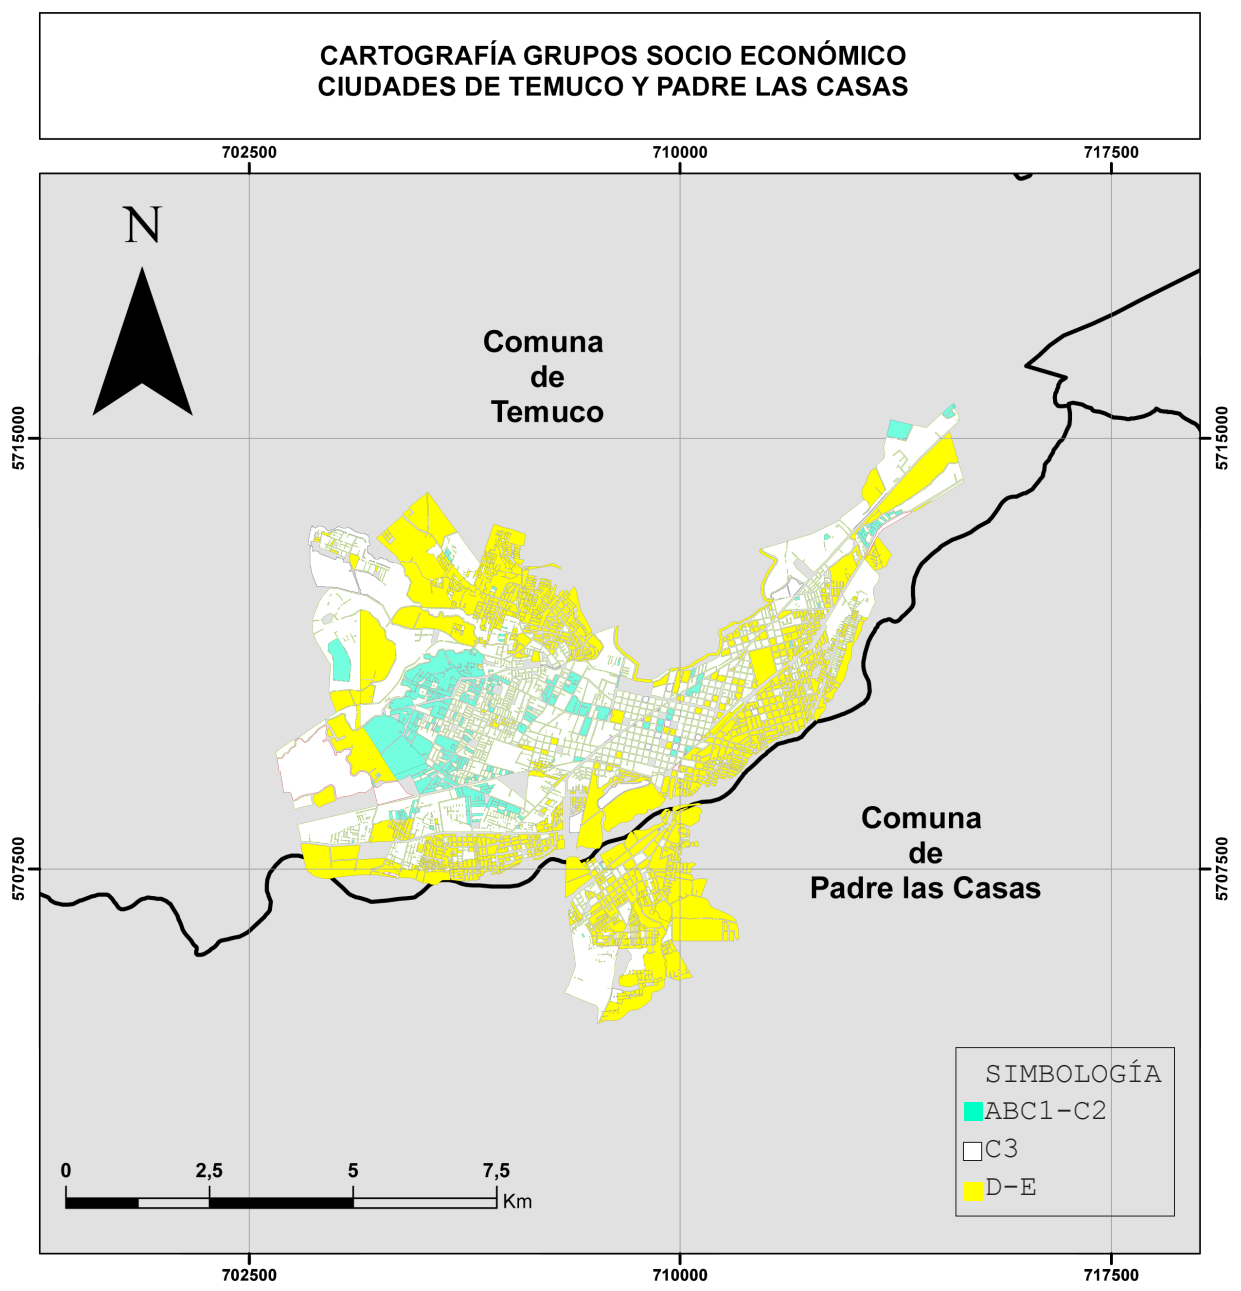 CARTOGRAFÍA GRUPOS SOCIO ECONÓMICO
CIUDADES DE TEMUCO Y PADRE LAS CASAS
702500
710000
717500
N
Comuna
de
Temuco
5715000
5715000
Comuna
de
Padre las Casas
5707500
5707500
SIMBOLOGÍA
ABC1-C2
C3
D-E
0
2,5
5
7,5
Km
702500
710000
717500